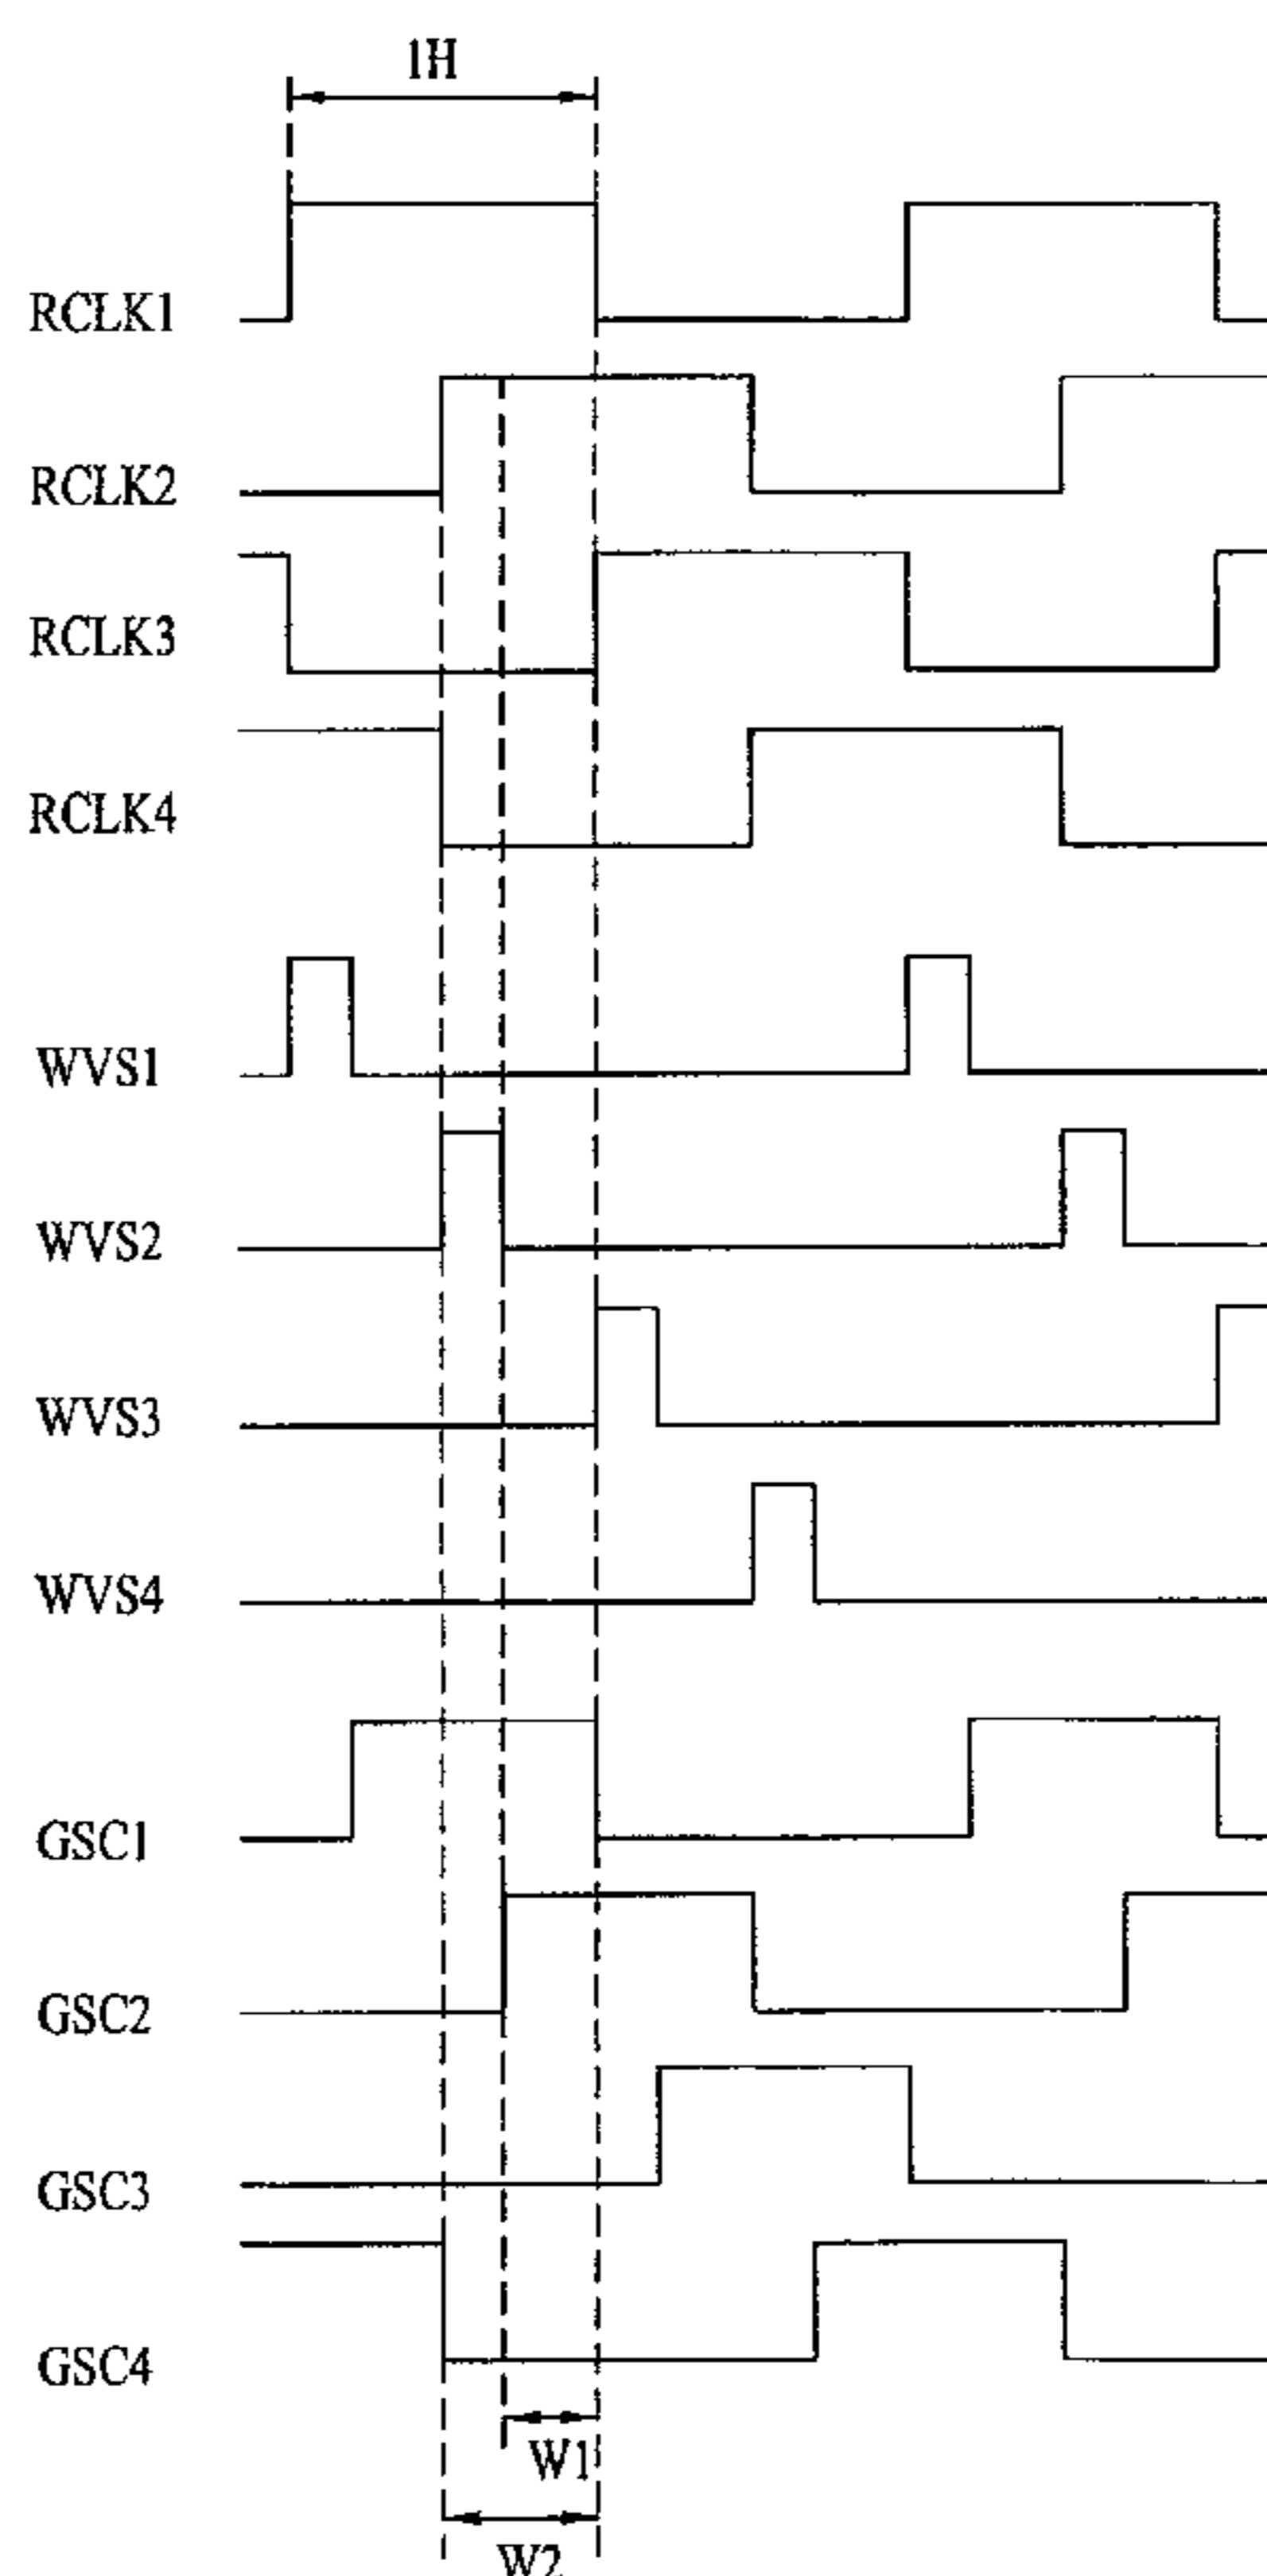 1H
RCLK1
RCLK2
RCLK3
RCLK4
WVS1
WVS2
WVS3
WVS4
GSC1
GSC2
GSC3
GSC4
W1
W2